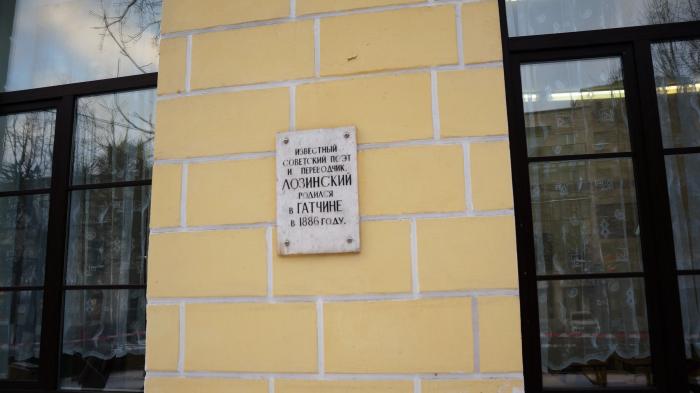 ИЗВЕСТНЫЙ
СОВЕТСКИЙ ПОЭТ
И ПЕРЕВОДЧИК
ЛОЗИНСКИЙ
РОДИЛСЯ
В ГАТЧИНЕ
В 1886 ГОДУ.